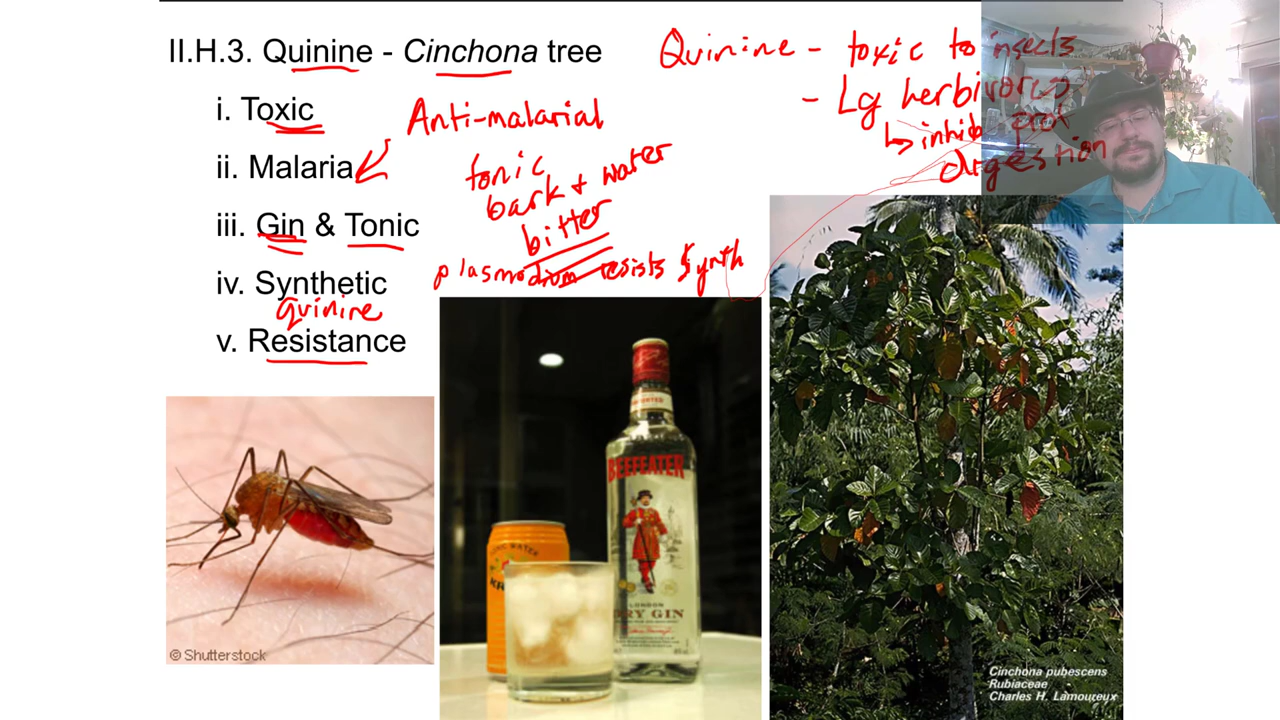 II.H.3. Quinine - Cinchona tree
i. Toxic
ii. Malaria
iii. Gin & Tonic
iv. Synthetic
quinine
v. Resistance
Anti-malarial
tonic
bark + water
bitter
plasmodium resists synth
Quinine - toxic to insects
- Lg herbivores
↳ inhib prot
digestion
© Shutterstock
BEEFEATER
LONDON
DRY GIN
Cinchona pubescens
Rubiaceae
Charles H. Lamoureux